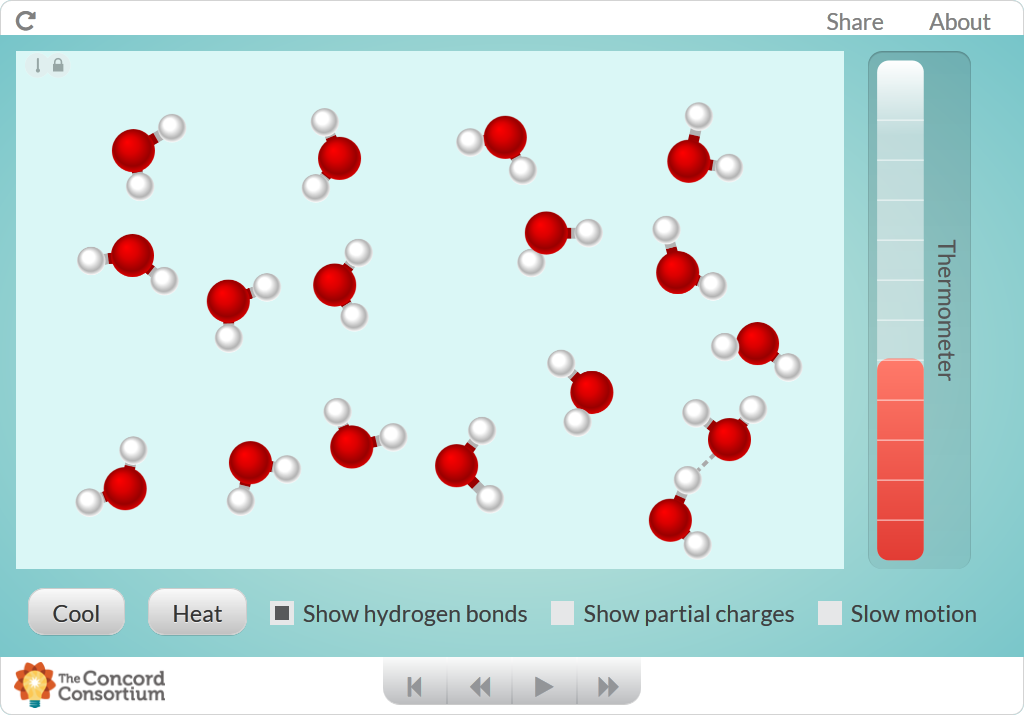 Share About
Thermometer
Cool Heat Show hydrogen bonds Show partial charges Slow motion
The Concord
Consortium